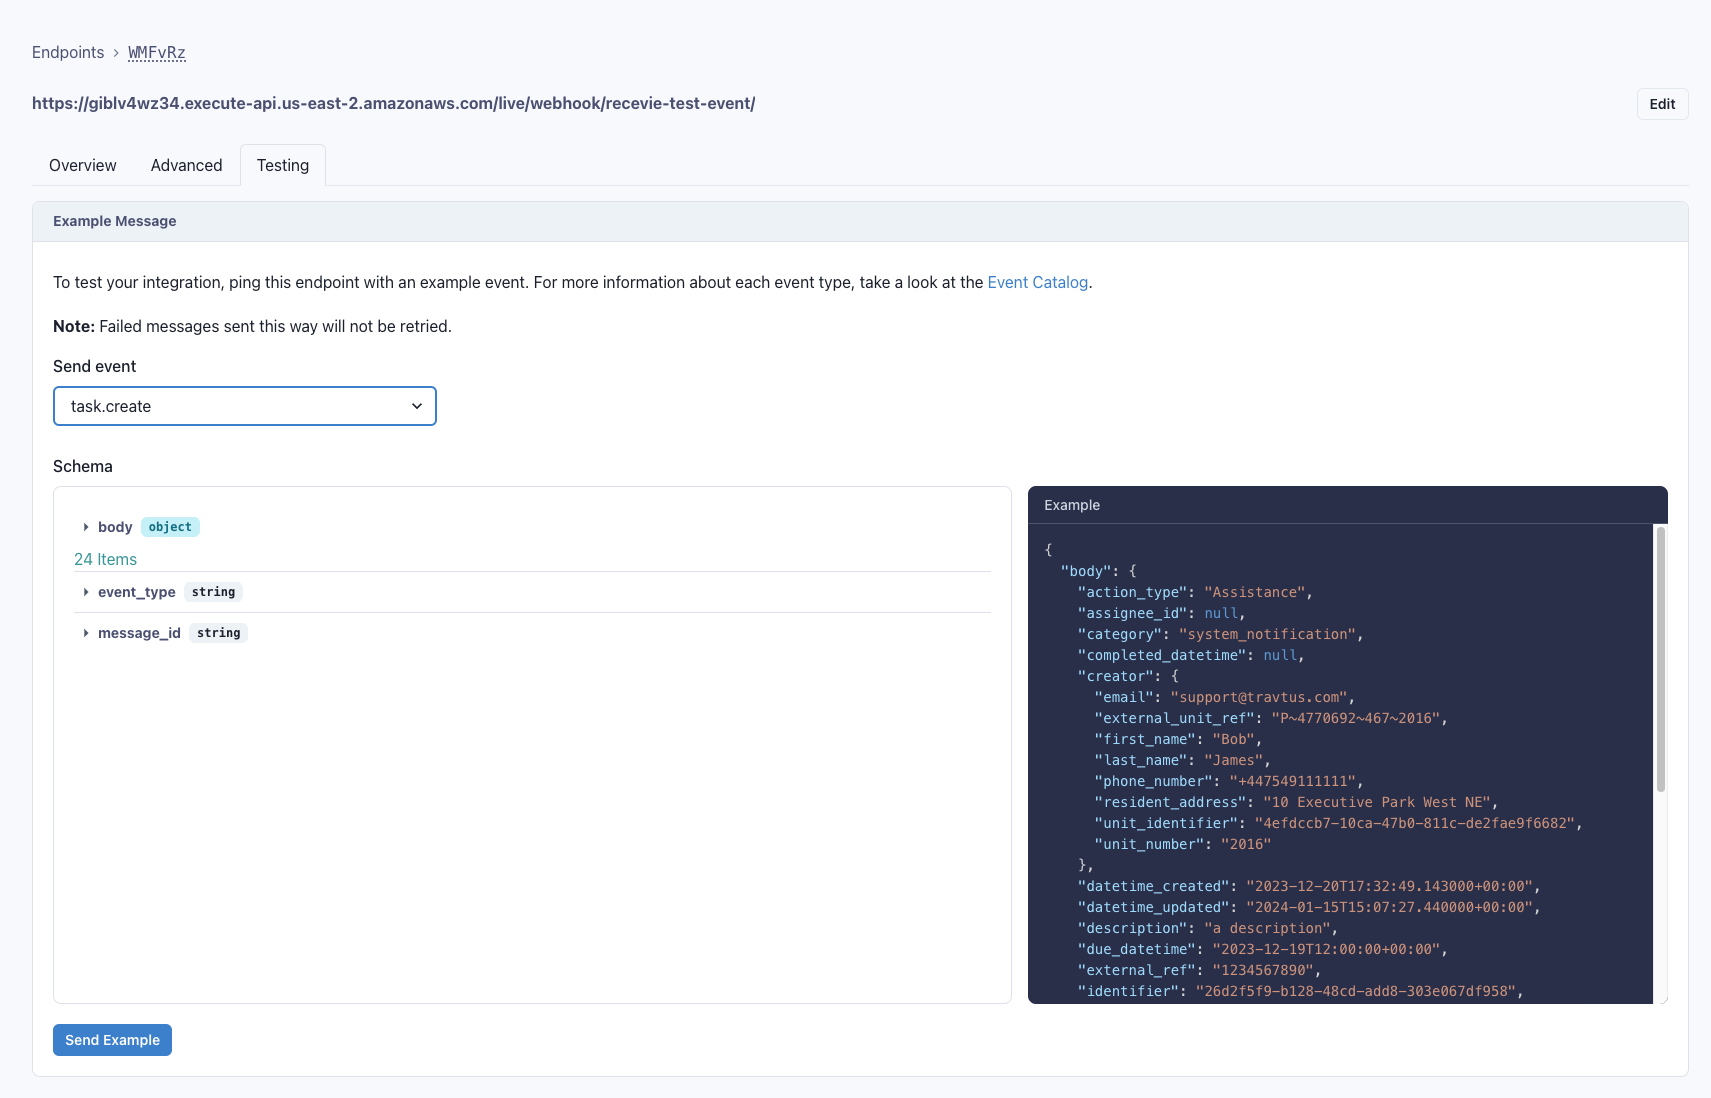 Endpoints › WMFvRz
https://giblv4wz34.execute-api.us-east-2.amazonaws.com/live/webhook/recevie-test-event/
Edit
Overview Advanced Testing
Example Message
To test your integration, ping this endpoint with an example event. For more information about each event type, take a look at the Event Catalog.
Note: Failed messages sent this way will not be retried.
Send event
task.create
Schema
body object
24 Items
event_type string
message_id string
Example
{
"body": {
"action_type": "Assistance",
"assignee_id": null,
"category": "system_notification",
"completed_datetime": null,
"creator": {
"email": "support@travtus.com",
"external_unit_ref": "P~4770692~467~2016",
"first_name": "Bob",
"last_name": "James",
"phone_number": "+447549111111",
"resident_address": "10 Executive Park West NE",
"unit_identifier": "4efdccb7-10ca-47b0-811c-de2fae9f6682",
"unit_number": "2016"
},
"datetime_created": "2023-12-20T17:32:49.143000+00:00",
"datetime_updated": "2024-01-15T15:07:27.440000+00:00",
"description": "a description",
"due_datetime": "2023-12-19T12:00:00+00:00",
"external_ref": "1234567890",
"identifier": "26d2f5f9-b128-48cd-add8-303e067df958",
Send Example